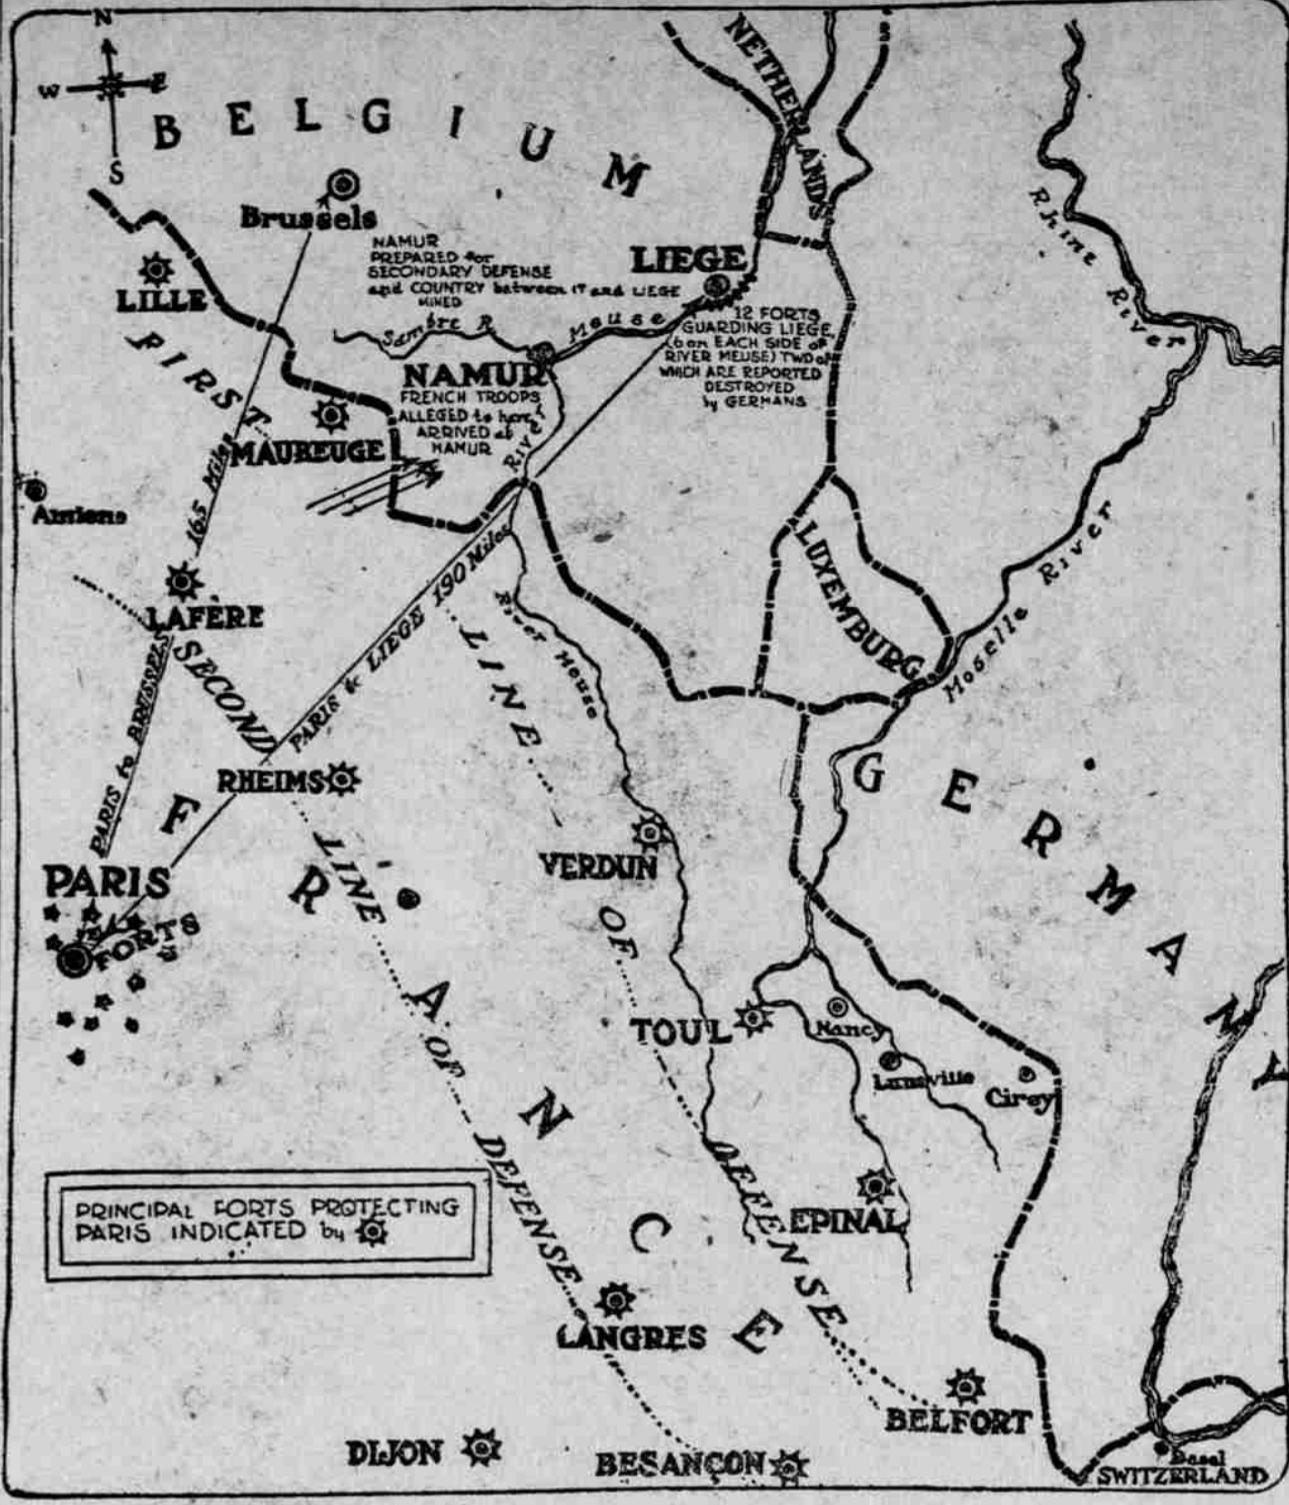 N
W E
S
BELGIUM
NETHERLANDS
Brussels
NAMUR
PREPARED for
SECONDARY DEFENSE
and COUNTRY between IT and LIEGE
MINED
LIEGE
LILLE
Sambre R.
Meuse
River
12 FORTS
GUARDING LIEGE,
(6 on EACH SIDE of
RIVER MEUSE) TWO of
WHICH ARE REPORTED
DESTROYED
by GERMANS
Rhine River
NAMUR
FRENCH TROOPS
ALLEGED to have
ARRIVED at
NAMUR
FIRST
MAUBEUGE
Amiens
165 Miles
LAFÈRE
PARIS to BRUSSELS
PARIS to LIEGE 190 Miles
River Meuse
LUXEMBURG
Moselle River
SECOND
LINE
RHEIMS
GERMANY
FRANCE
LINE
VERDUN
PARIS
FORTS
OF
TOUL
Nancy
Luneville
Cirey
OF
DEFENSE
DEFENSE
EPINAL
PRINCIPAL FORTS PROTECTING
PARIS INDICATED by
LANGRES
BELFORT
DIJON
BESANÇON
Basel
SWITZERLAND